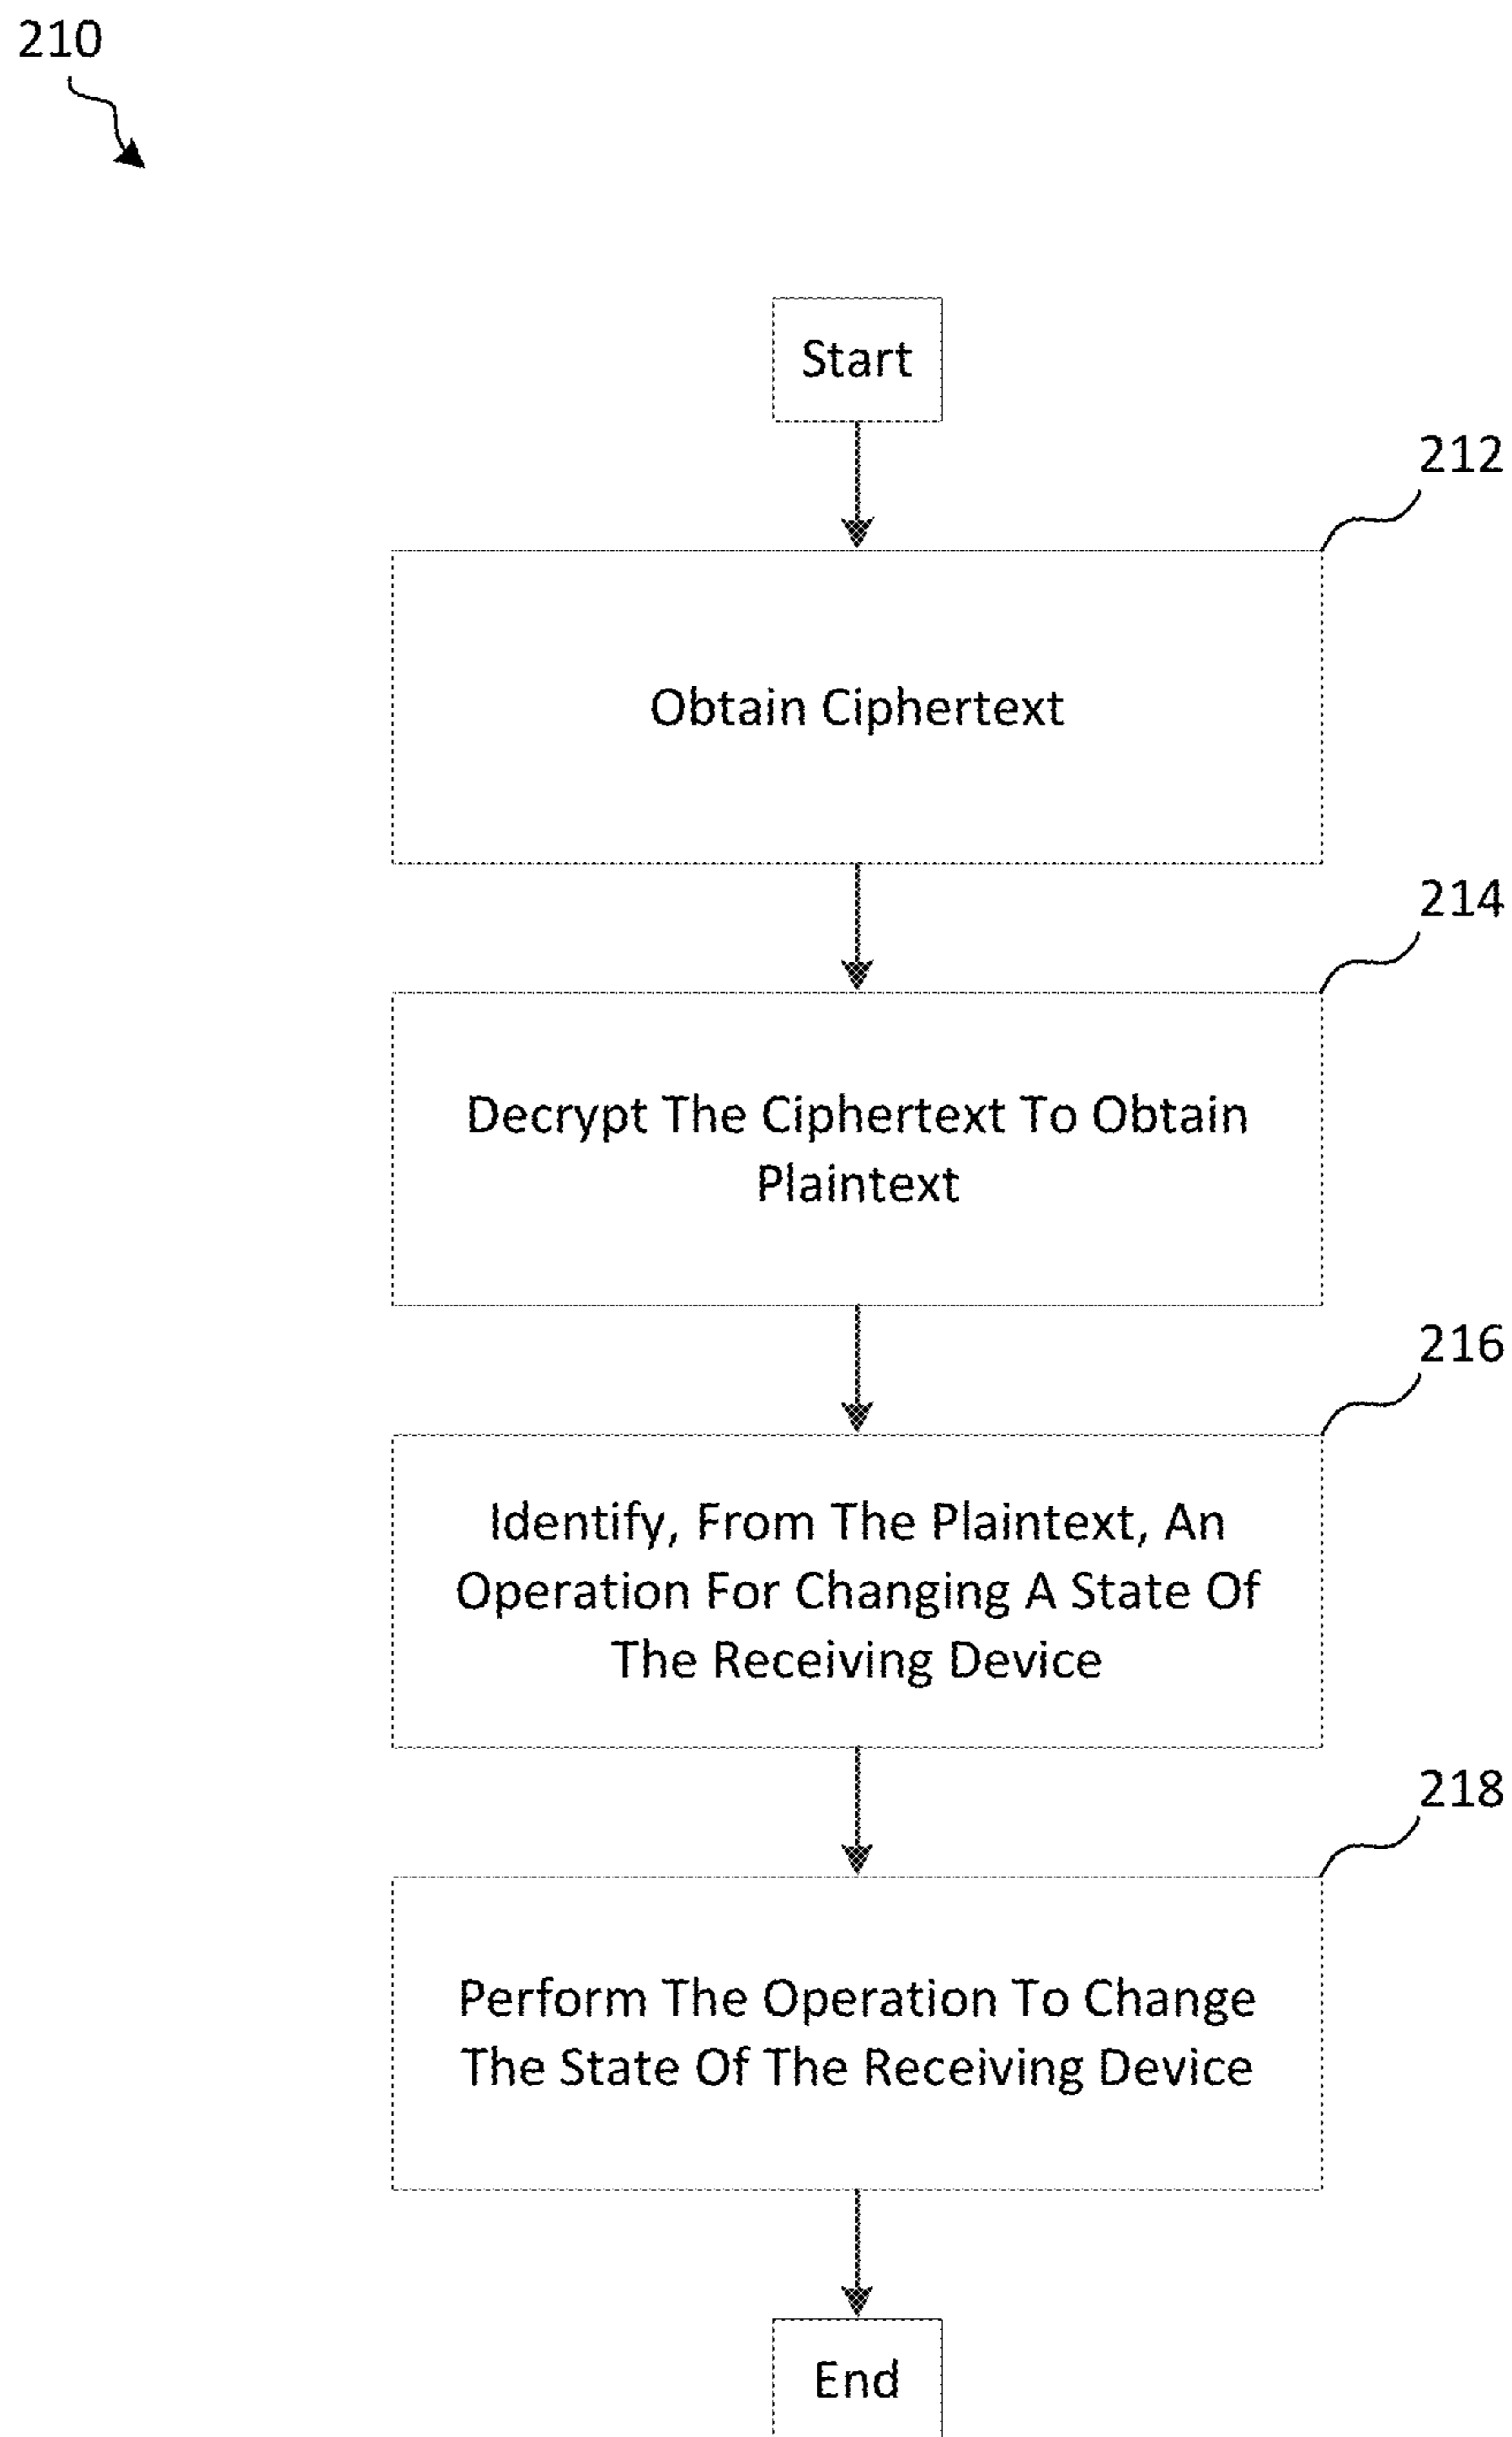 210
Start
212
Obtain Ciphertext
214
Decrypt The Ciphertext To Obtain
Plaintext
216
Identify, From The Plaintext, An
Operation For Changing A State Of
The Receiving Device
218
Perform The Operation To Change
The State Of The Receiving Device
End